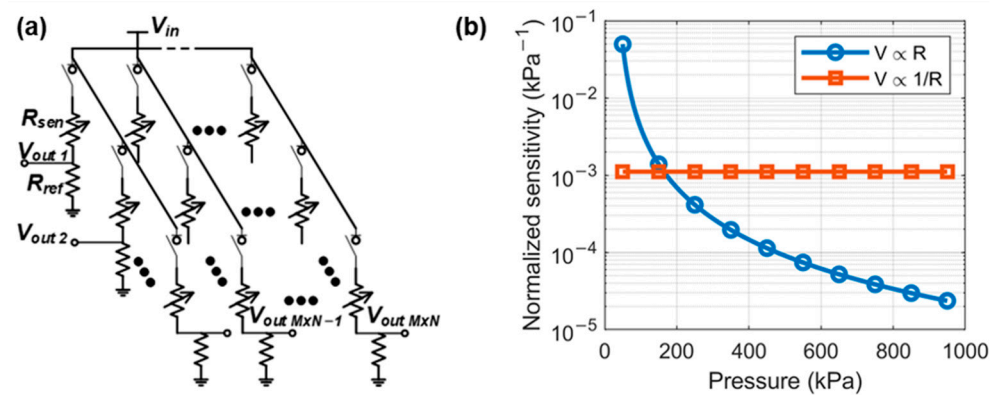 (a)
V_in
R_sen
V_out 1
R_ref
V_out 2
V_out MxN−1
V_out MxN
(b)
Normalized sensitivity (kPa⁻¹)
10⁻¹
10⁻²
10⁻³
10⁻⁴
10⁻⁵
V ∝ R
V ∝ 1/R
0 200 400 600 800 1000
Pressure (kPa)